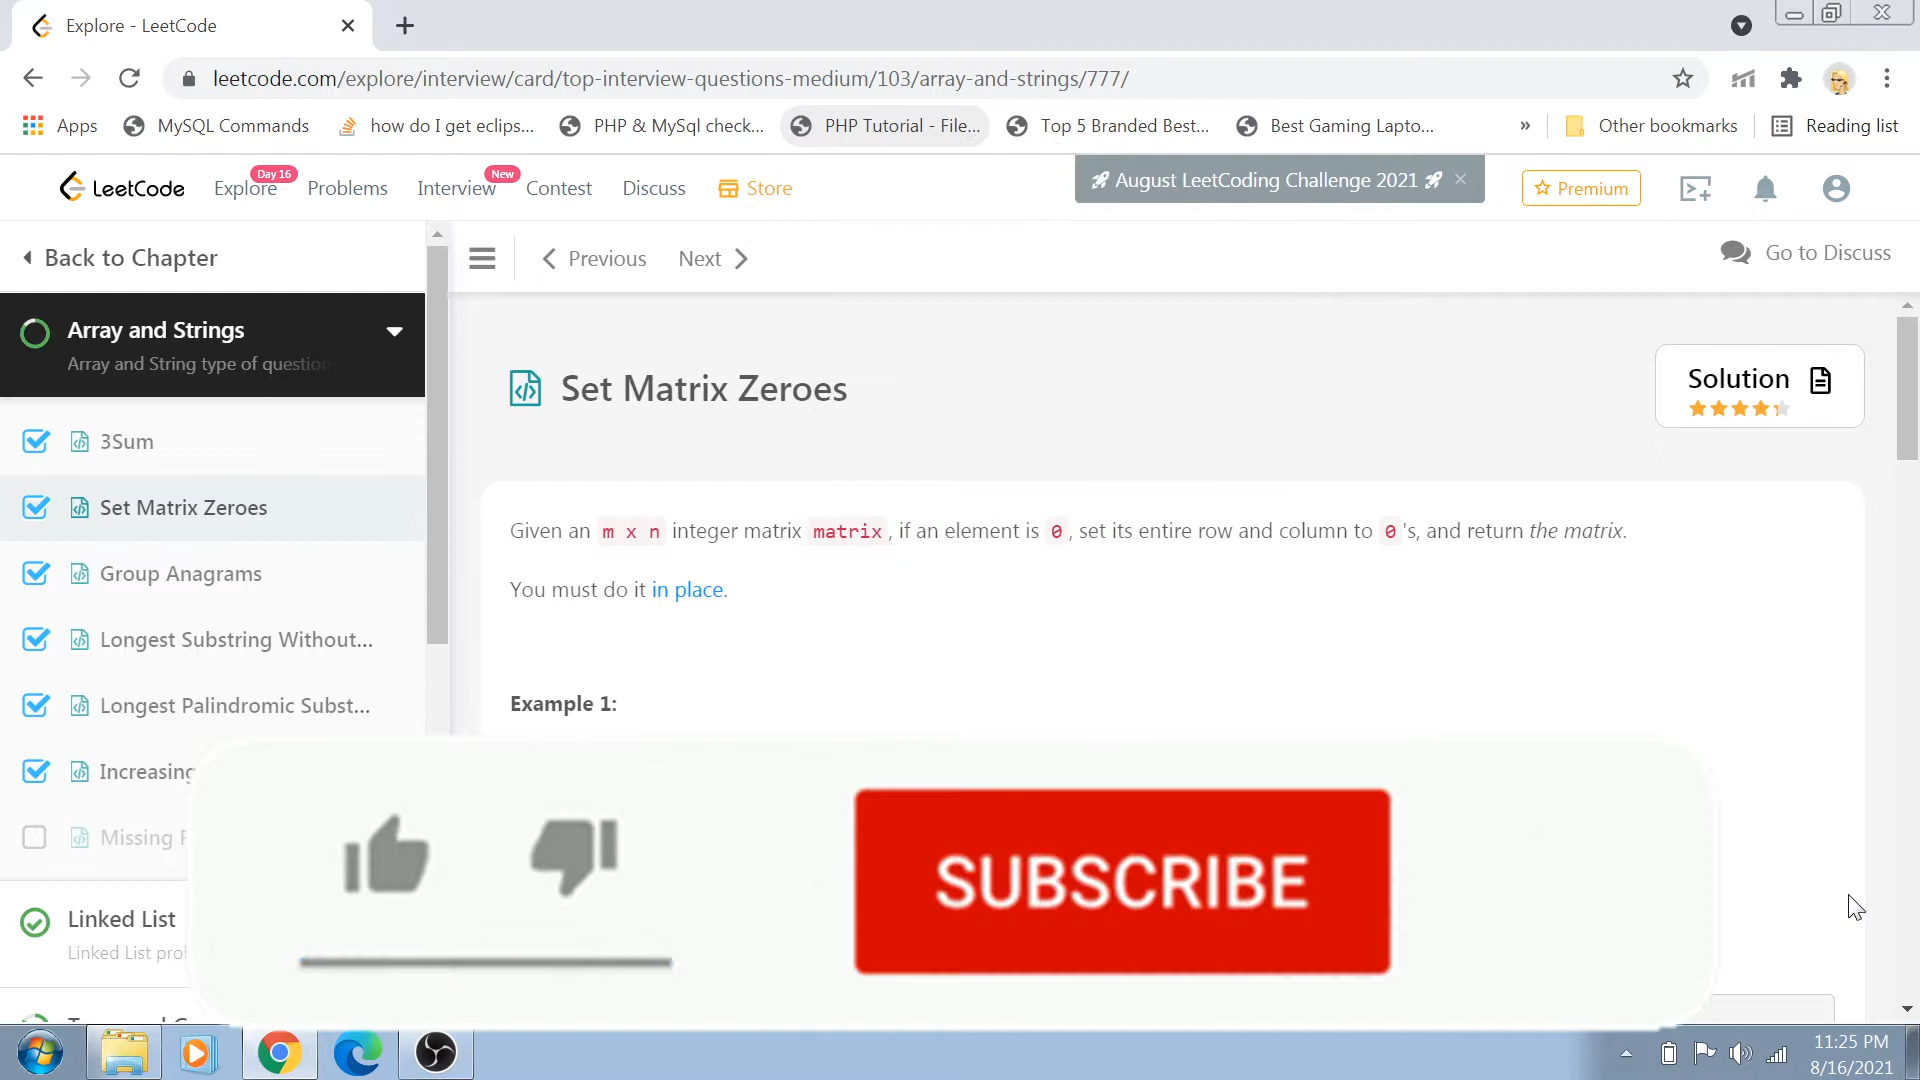 Explore - LeetCode
leetcode.com/explore/interview/card/top-interview-questions-medium/103/array-and-strings/777/
Apps MySQL Commands how do I get eclips... PHP & MySql check... PHP Tutorial - File... Top 5 Branded Best... Best Gaming Lapto... » Other bookmarks Reading list
LeetCode Explore Day 16 Problems Interview New Contest Discuss Store August LeetCoding Challenge 2021 Premium
Back to Chapter
Previous Next Go to Discuss
Array and Strings
Array and String type of question
3Sum
Set Matrix Zeroes
Group Anagrams
Longest Substring Without...
Longest Palindromic Subst...
Increasing
Missing
Linked List
Linked List
Set Matrix Zeroes
Solution
Given an m x n integer matrix matrix, if an element is 0, set its entire row and column to 0's, and return the matrix.
You must do it in place.
Example 1:
SUBSCRIBE
11:25 PM
8/16/2021